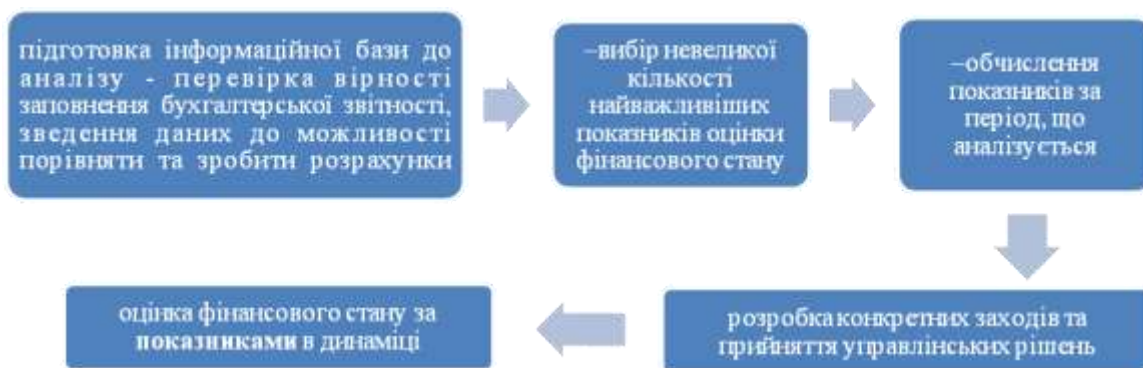 підготовка інформаційної бази до
аналізу - перевірка вірності
заповнення бухгалтерської звітності,
зведення даних до можливості
порівняти та зробити розрахунки
–вибір невеликої
кількості
найважливіших
показників оцінки
фінансового стану
–обчислення
показників за
період, що
аналізується
розробка конкретних заходів та
прийняття управлінських рішень
оцінка фінансового стану за
показниками в динаміці